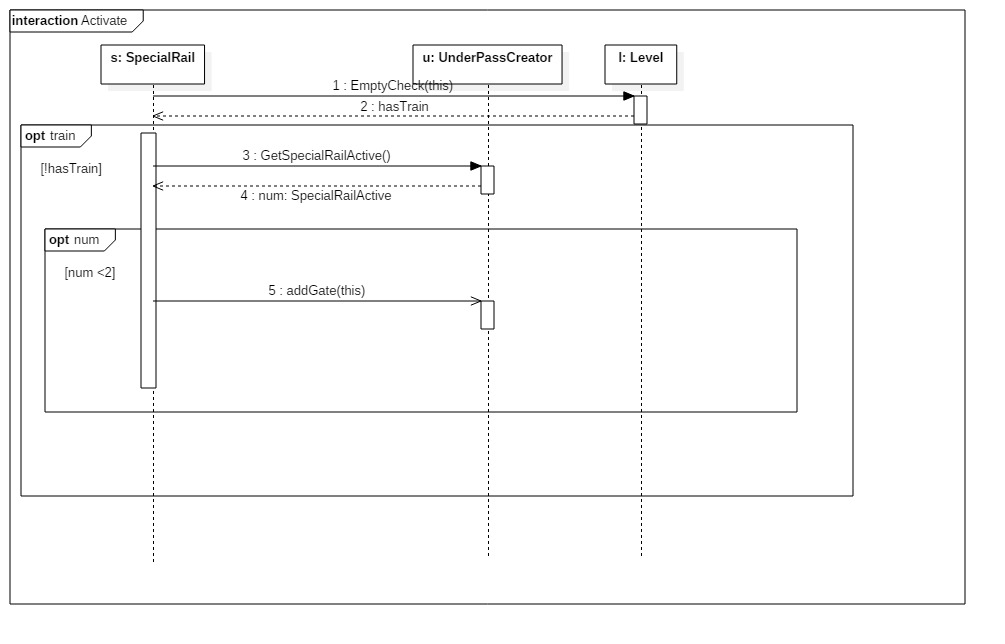 interaction Activate
s: SpecialRail
u: UnderPassCreator
l: Level
1 : EmptyCheck(this)
2 : hasTrain
opt train
[!hasTrain]
3 : GetSpecialRailActive()
4 : num: SpecialRailActive
opt num
[num <2]
5 : addGate(this)